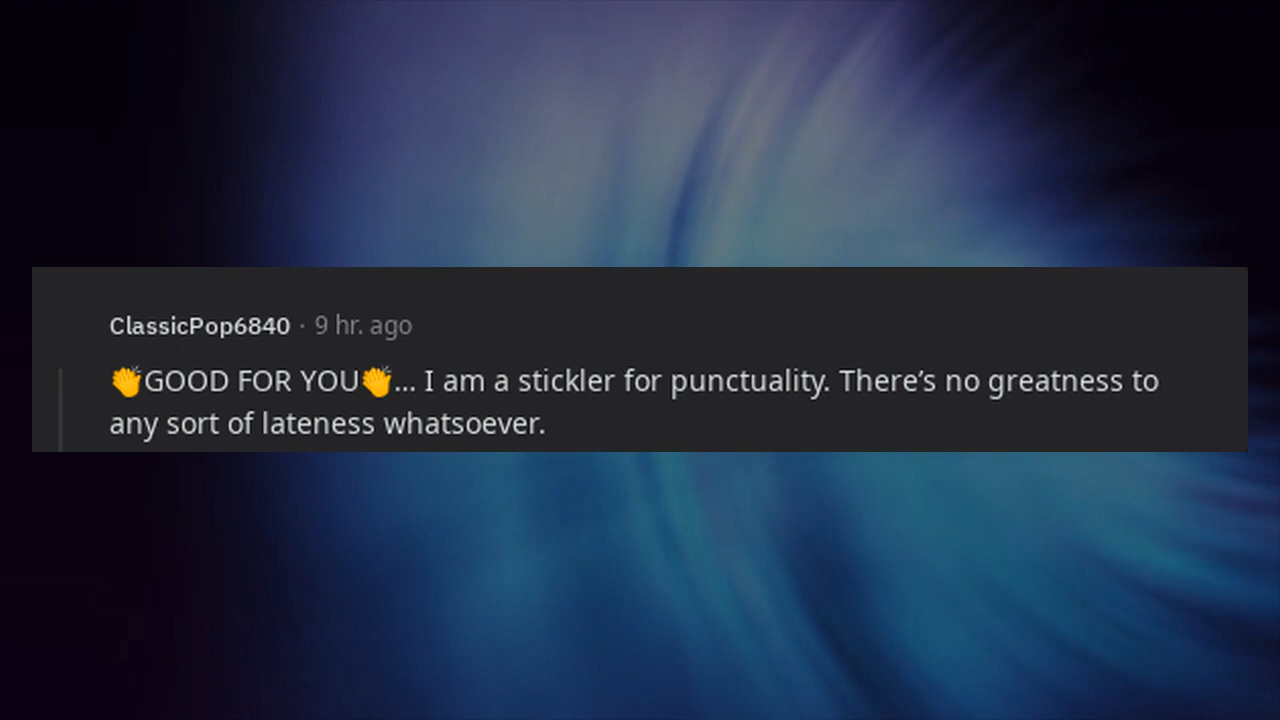 ClassicPop6840 · 9 hr. ago
👏GOOD FOR YOU👏... I am a stickler for punctuality. There’s no greatness to
any sort of lateness whatsoever.